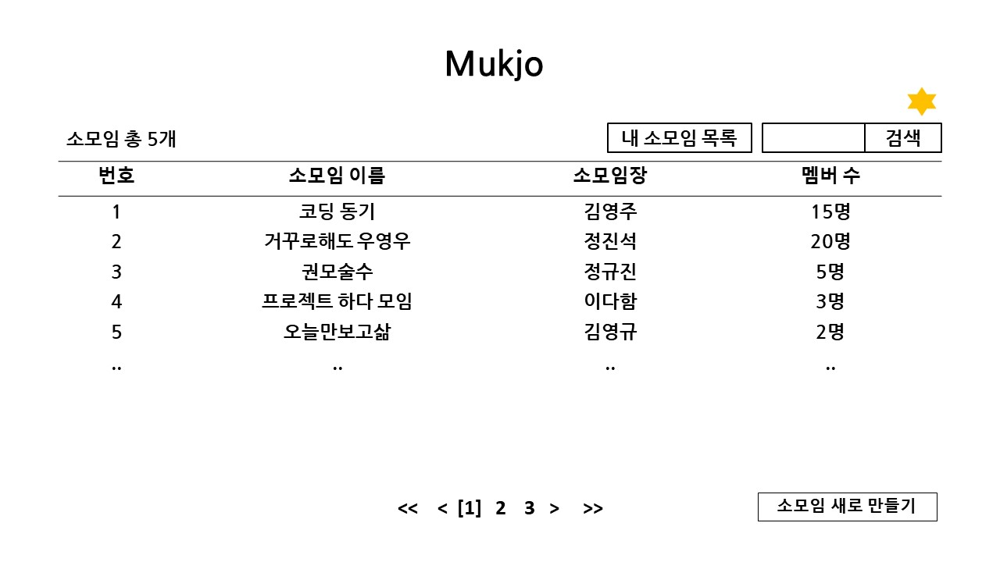 Mukjo
소모임 총 5개 내 소모임 목록 검색
번호 소모임 이름 소모임장 멤버 수
1 코딩 동기 김영주 15명
2 거꾸로해도 우영우 정진석 20명
3 권모술수 정규진 5명
4 프로젝트 하다 모임 이다함 3명
5 오늘만보고삶 김영규 2명
.. .. .. ..
<< < [1] 2 3 > >> 소모임 새로 만들기